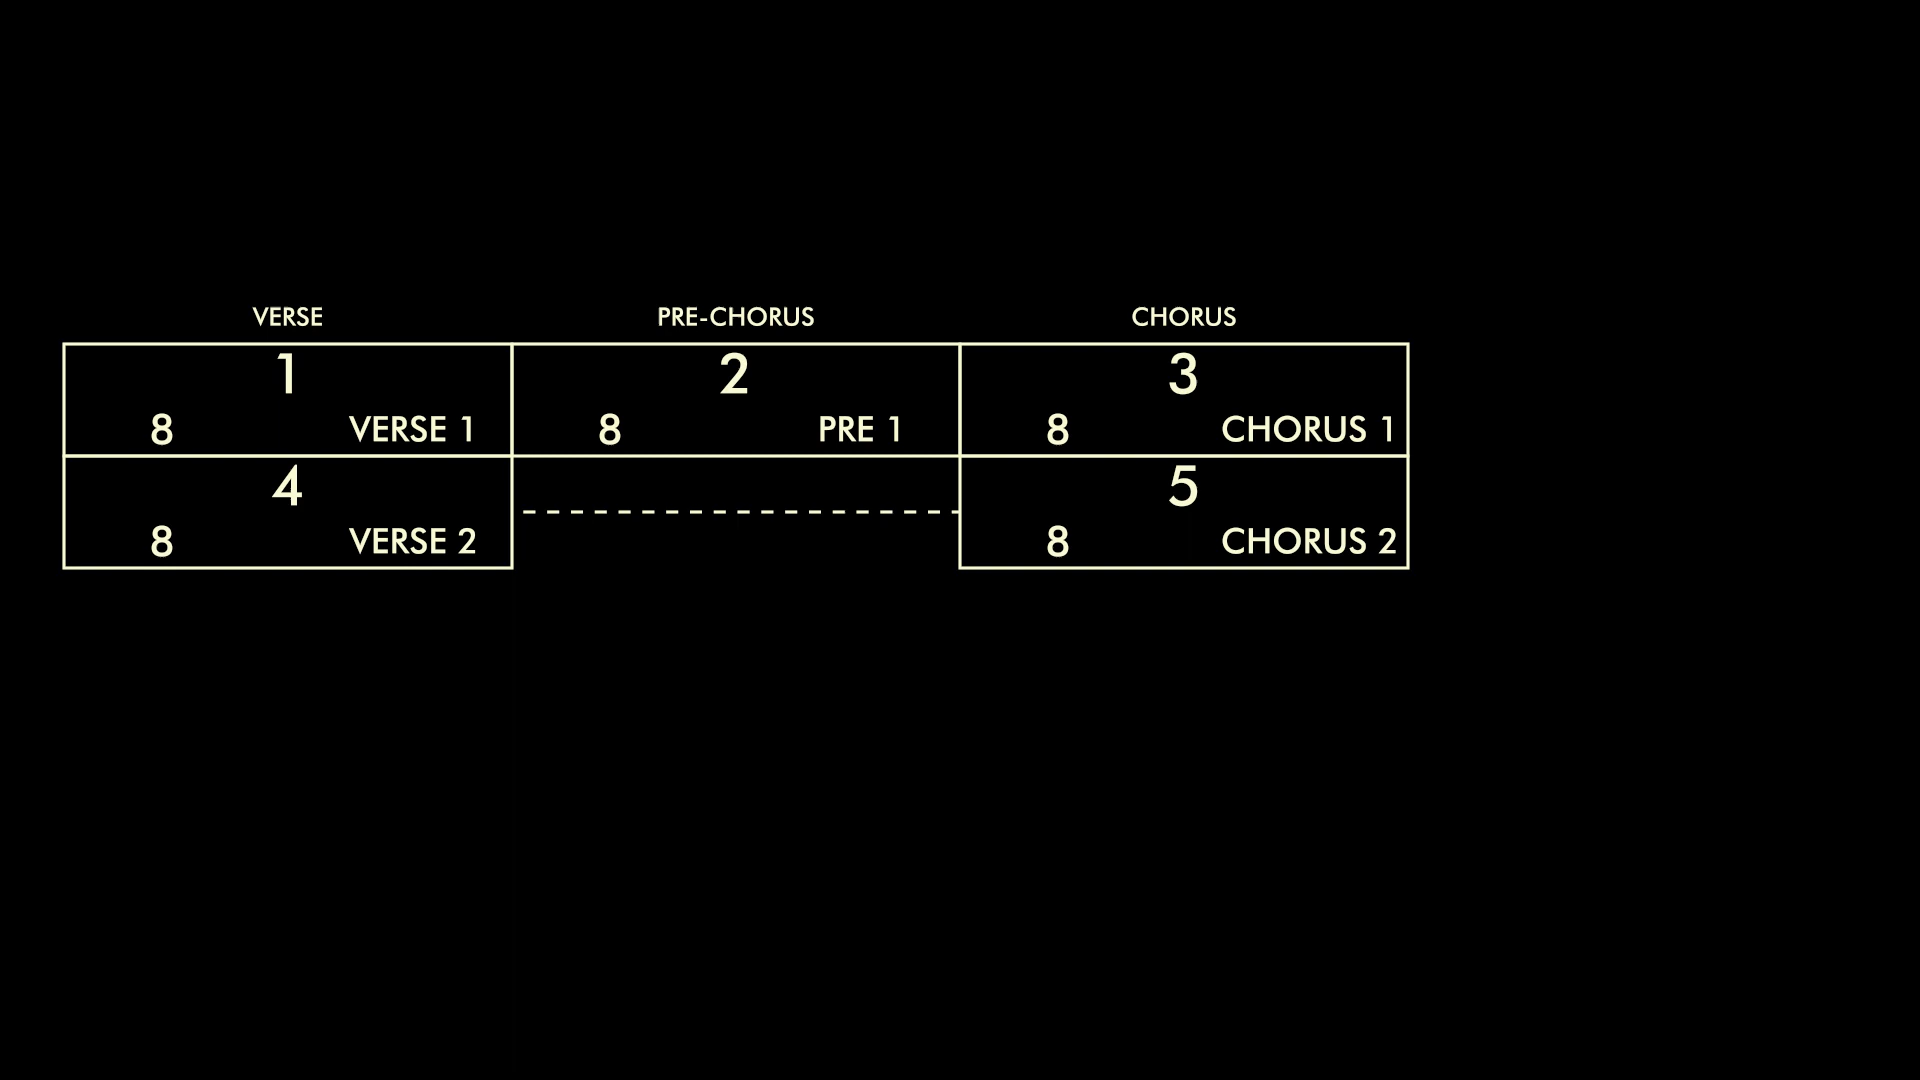 VERSE PRE-CHORUS CHORUS
1 2 3
8 VERSE 1 8 PRE 1 8 CHORUS 1
4 5
8 VERSE 2 8 CHORUS 2